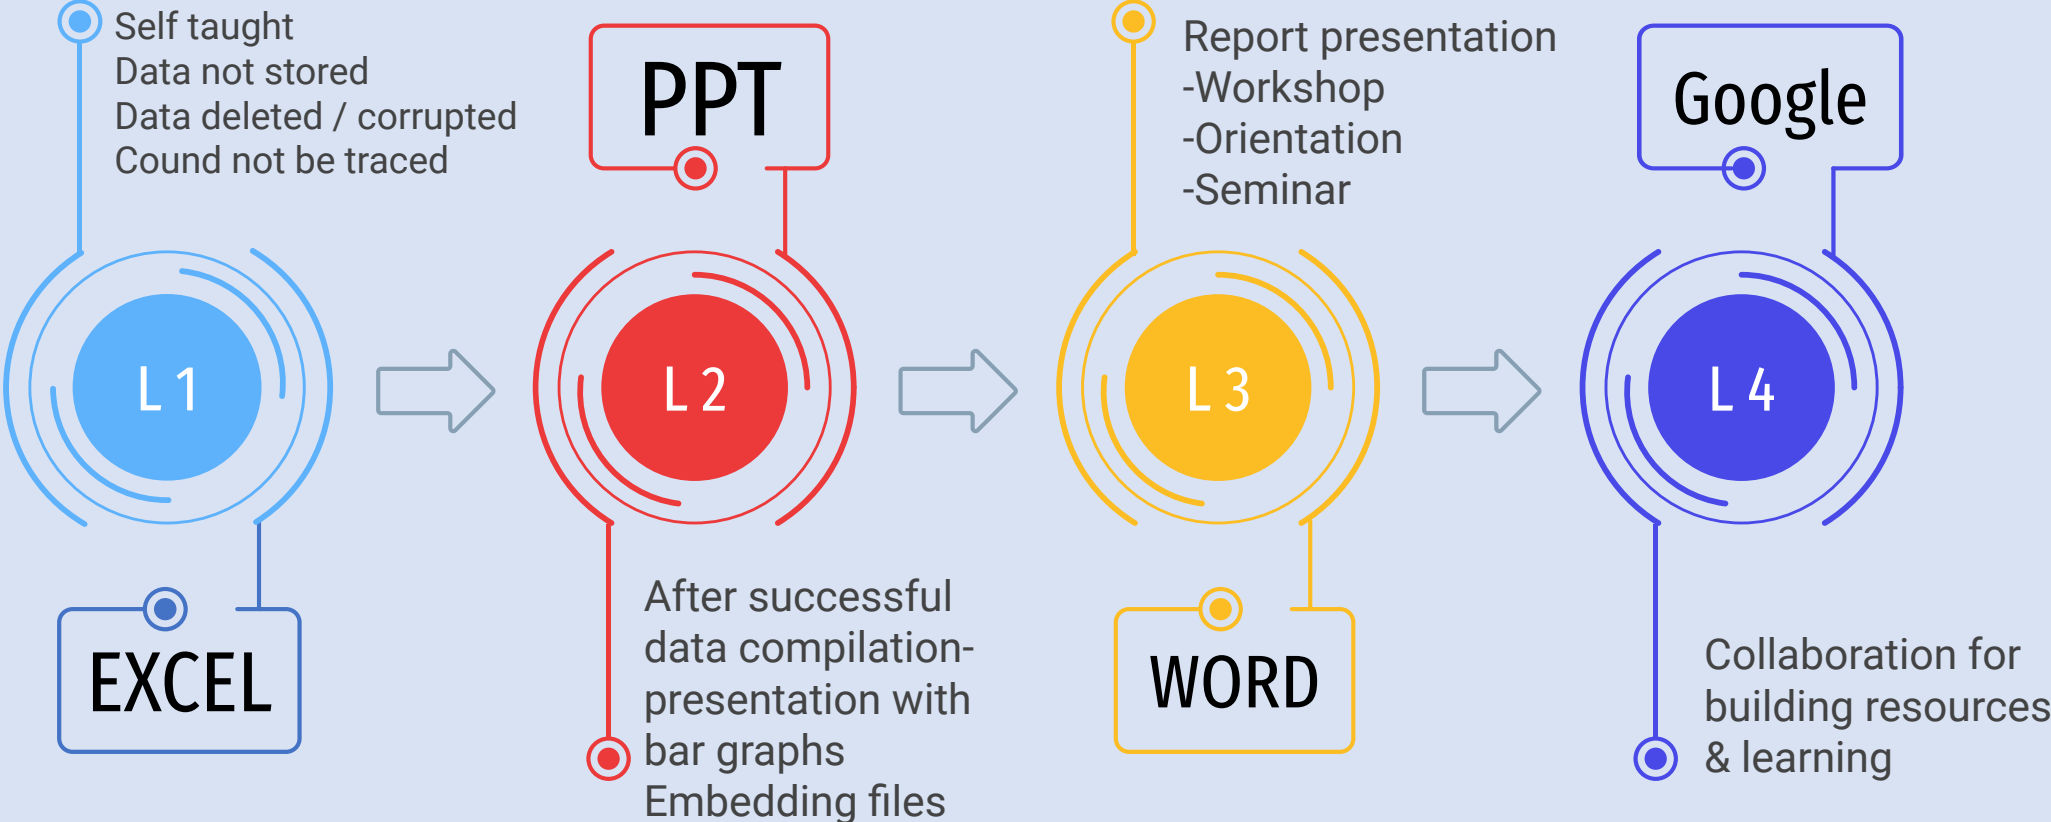 Self taught
Data not stored
Data deleted / corrupted
Cound not be traced
L 1
EXCEL
PPT
L 2
After successful
data compilation-
presentation with
bar graphs
Embedding files
Report presentation
-Workshop
-Orientation
-Seminar
L 3
WORD
Google
L 4
Collaboration for
building resources
& learning